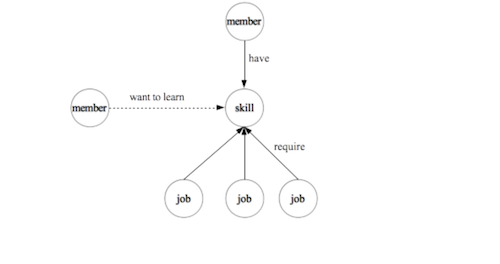 member
have
want to learn
member
skill
require
job
job
job